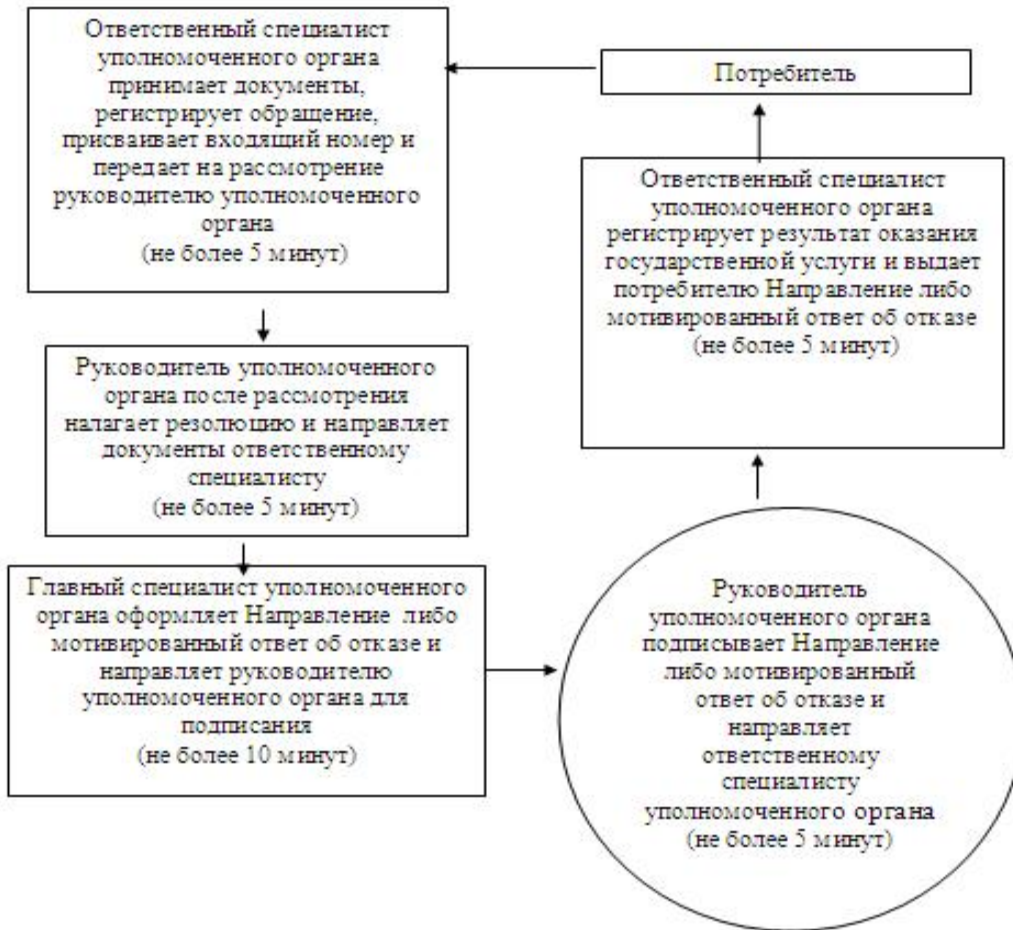 Ответственный специалист
уполномоченного органа
принимает документы,
регистрирует обращение,
присваивает входящий номер и
передает на рассмотрение
руководителю уполномоченного
органа
(не более 5 минут)
Потребитель
Ответственный специалист
уполномоченного органа
регистрирует результат оказания
государственной услуги и выдает
потребителю Направление либо
мотивированный ответ об отказе
(не более 5 минут)
Руководитель уполномоченного
органа после рассмотрения
налагает резолюцию и направляет
документы ответственному
специалисту
(не более 5 минут)
Главный специалист уполномоченного
органа оформляет Направление либо
мотивированный ответ об отказе и
направляет руководителю
уполномоченного органа для
подписания
(не более 10 минут)
Руководитель
уполномоченного органа
подписывает Направление
либо мотивированный
ответ об отказе и
направляет
ответственному
специалисту
уполномоченного органа
(не более 5 минут)